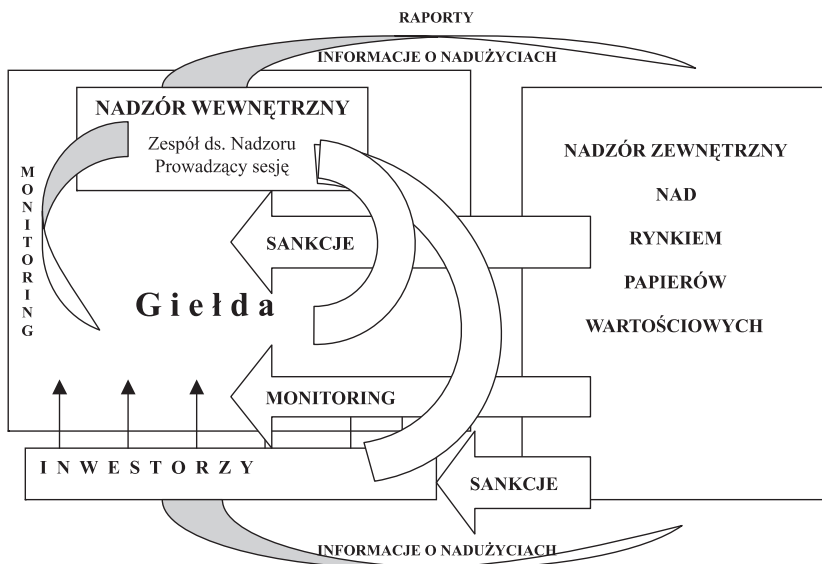 RAPORTY
INFORMACJE O NADUŻYCIACH
NADZÓR WEWNĘTRZNY
Zespół ds. Nadzoru
Prowadzący sesję
MONITORING
SANKCJE
Giełda
MONITORING
INWESTORZY
SANKCJE
NADZÓR ZEWNĘTRZNY
NAD
RYNKIEM
PAPIERÓW
WARTOŚCIOWYCH
INFORMACJE O NADUŻYCIACH